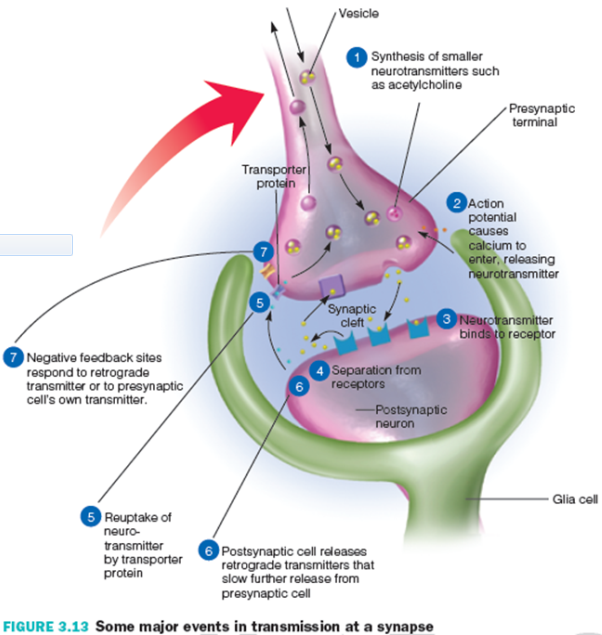 Vesicle
1 Synthesis of smaller
neurotransmitters such
as acetylcholine
Presynaptic
terminal
Transporter
protein
2 Action
potential
causes
calcium to
enter, releasing
neurotransmitter
7
5
Synaptic
cleft
3 Neurotransmitter
binds to receptor
4 Separation from
receptors
6
7 Negative feedback sites
respond to retrograde
transmitter or to presynaptic
cell's own transmitter.
Postsynaptic
neuron
Glia cell
5 Reuptake of
neuro-
transmitter
by transporter
protein
6 Postsynaptic cell releases
retrograde transmitters that
slow further release from
presynaptic cell
FIGURE 3.13 Some major events in transmission at a synapse